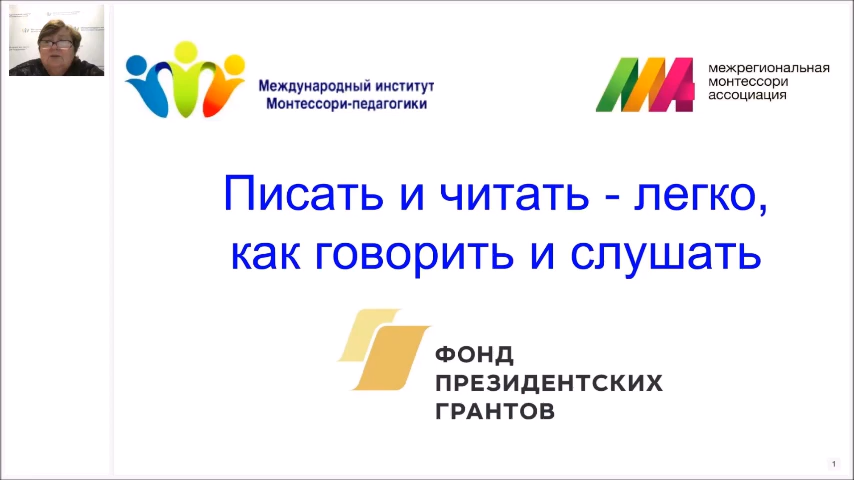 Международный институт
Монтессори-педагогики
межрегиональная
монтессори
ассоциация
Писать и читать - легко,
как говорить и слушать
ФОНД
ПРЕЗИДЕНТСКИХ
ГРАНТОВ
1